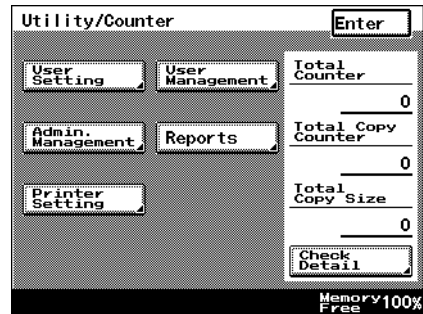 Utility/Counter
Enter
User
Setting
User
Management
Total
Counter
0
Admin.
Management
Reports
Total Copy
Counter
0
Printer
Setting
Total
Copy Size
0
Check
Detail
Memory
Free 100%